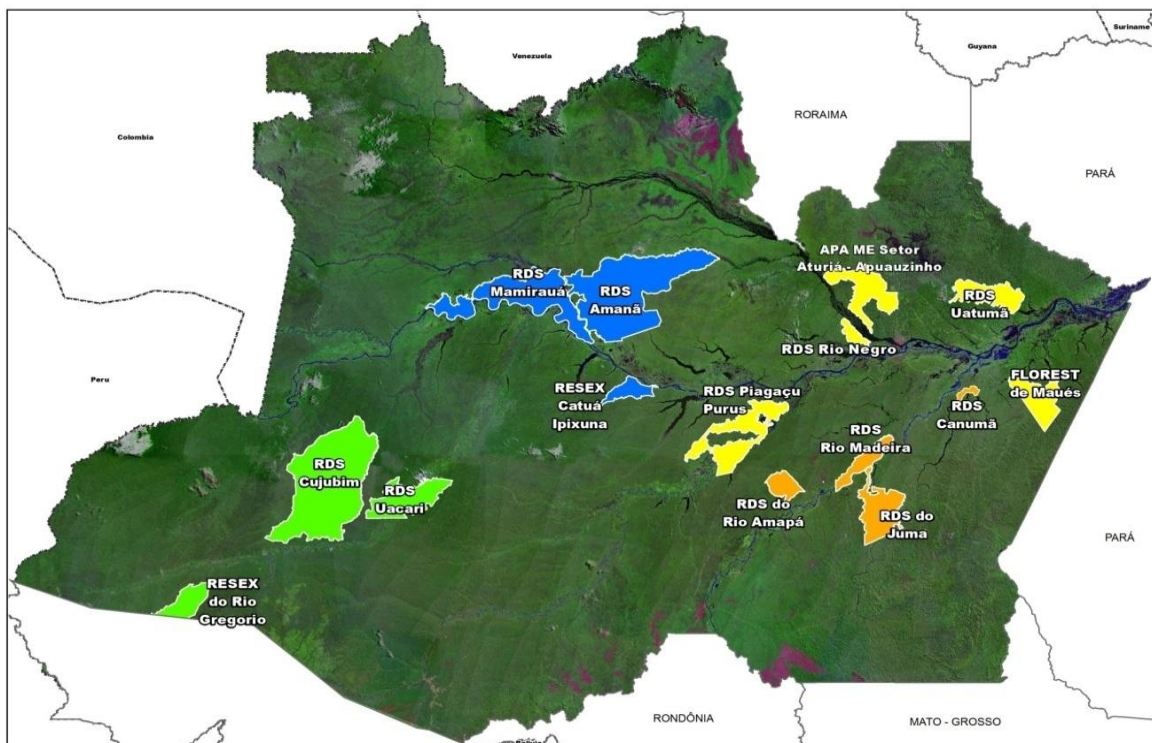 Suriname
Guyana
Venezuela
RORAIMA
Colombia
PARÁ
APA ME Setor
Aturiá - Apuauzinho
RDS
Mamirauá
RDS
Amanã
RDS
Uatumã
RDS Rio Negro
Peru
RESEX
Catuá
Ipixuna
RDS Piagaçu
Purus
FLOREST
de Maués
RDS
Canumã
RDS
Rio Madeira
RDS
Cujubim
RDS
Uacari
RDS do
Rio Amapá
RDS do
Juma
PARÁ
RESEX
do Rio
Gregorio
RONDÔNIA
MATO - GROSSO